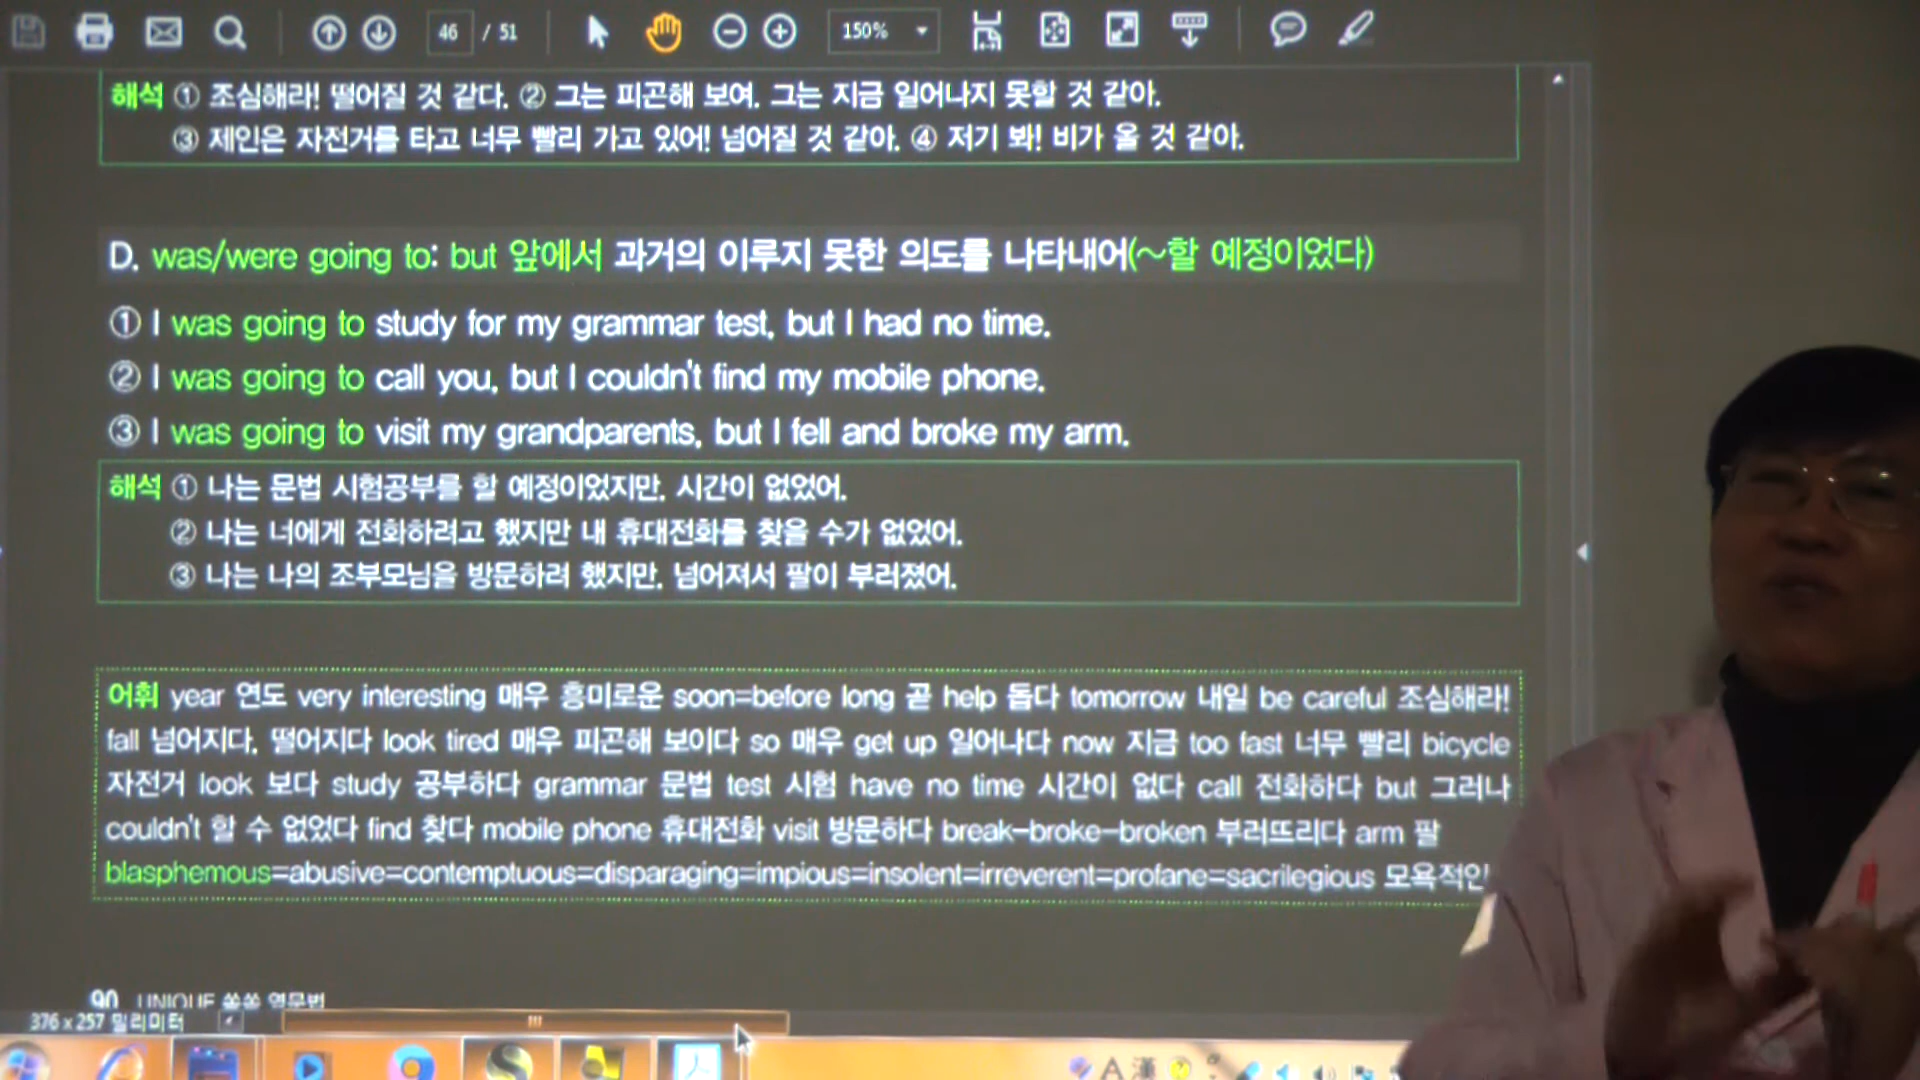 46 / 51 150%
해석 ① 조심해라! 떨어질 것 같다. ② 그는 피곤해 보여. 그는 지금 일어나지 못할 것 같아.
③ 제인은 자전거를 타고 너무 빨리 가고 있어! 넘어질 것 같아. ④ 저기 봐! 비가 올 것 같아.
D. was/were going to: but 앞에서 과거의 이루지 못한 의도를 나타내어(～할 예정이었다)
① I was going to study for my grammar test, but I had no time.
② I was going to call you, but I couldn't find my mobile phone.
③ I was going to visit my grandparents, but I fell and broke my arm.
해석 ① 나는 문법 시험공부를 할 예정이었지만, 시간이 없었어.
② 나는 너에게 전화하려고 했지만 내 휴대전화를 찾을 수가 없었어.
③ 나는 나의 조부모님을 방문하려 했지만, 넘어져서 팔이 부러졌어.
어휘 year 연도 very interesting 매우 흥미로운 soon=before long 곧 help 돕다 tomorrow 내일 be careful 조심해라!
fall 넘어지다, 떨어지다 look tired 매우 피곤해 보이다 so 매우 get up 일어나다 now 지금 too fast 너무 빨리 bicycle
자전거 look 보다 study 공부하다 grammar 문법 test 시험 have no time 시간이 없다 call 전화하다 but 그러나
couldn't 할 수 없었다 find 찾다 mobile phone 휴대전화 visit 방문하다 break-broke-broken 부러뜨리다 arm 팔
blasphemous=abusive=contemptuous=disparaging=impious=insolent=irreverent=profane=sacrilegious 모욕적인
90 UNIQUE 쏙쏙 영문법
376 x 257 밀리미터
A 漢